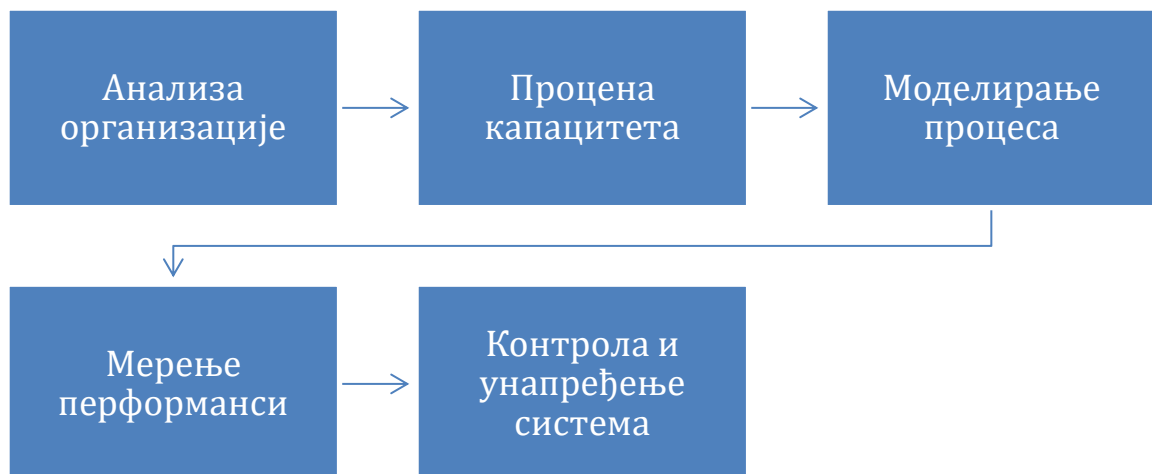 Анализа
организације
Процена
капацитета
Моделирање
процеса
Мерење
перформанси
Контрола и
унапређење
система